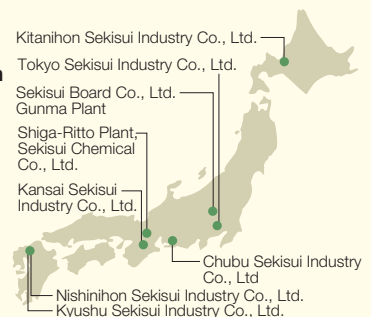 Kitanihon Sekisui Industry Co., Ltd.
Tokyo Sekisui Industry Co., Ltd.
Sekisui Board Co., Ltd.
Gunma Plant
Shiga-Ritto Plant,
Sekisui Chemical
Co., Ltd.
Kansai Sekisui
Industry Co., Ltd.
Chubu Sekisui Industry
Co., Ltd
Nishinihon Sekisui Industry Co., Ltd.
Kyushu Sekisui Industry Co., Ltd.